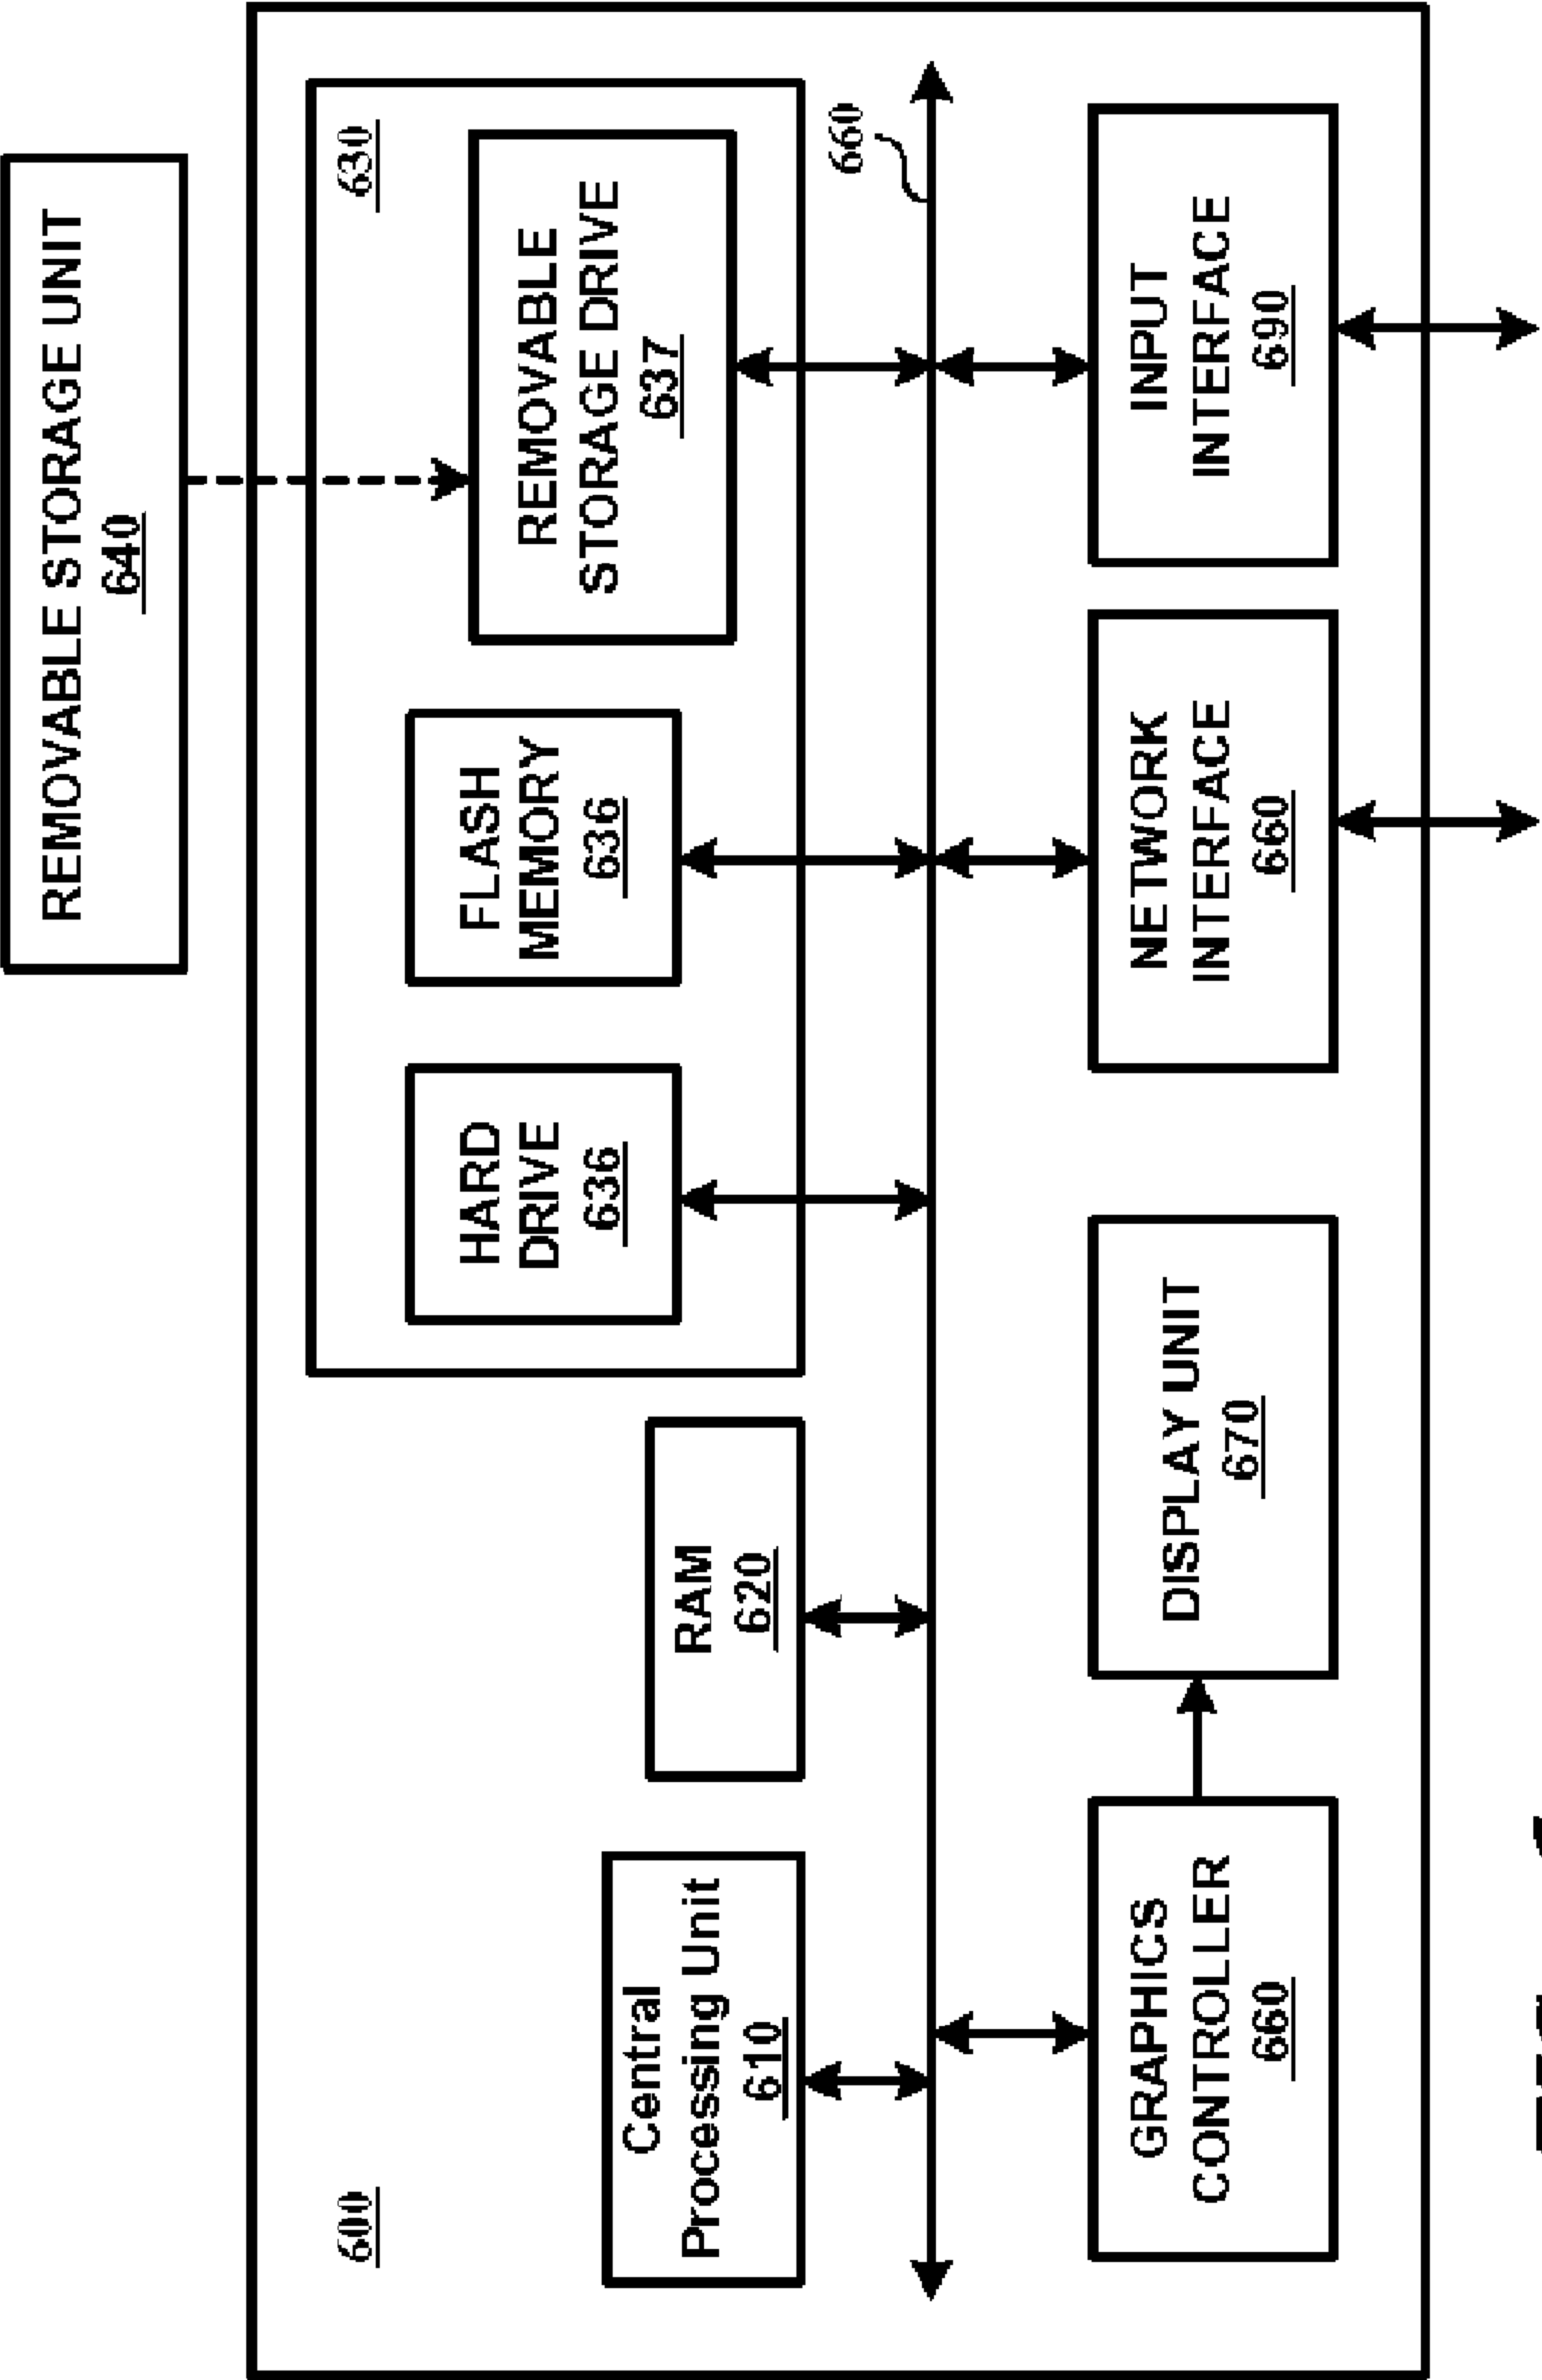 REMOVABLE STORAGE UNIT
640
600
630
Central
Processing Unit
610
RAM
620
HARD
DRIVE
636
FLASH
MEMORY
636
REMOVABLE
STORAGE DRIVE
637
660
GRAPHICS
CONTROLLER
660
DISPLAY UNIT
670
NETWORK
INTERFACE
660
INPUT
INTERFACE
690